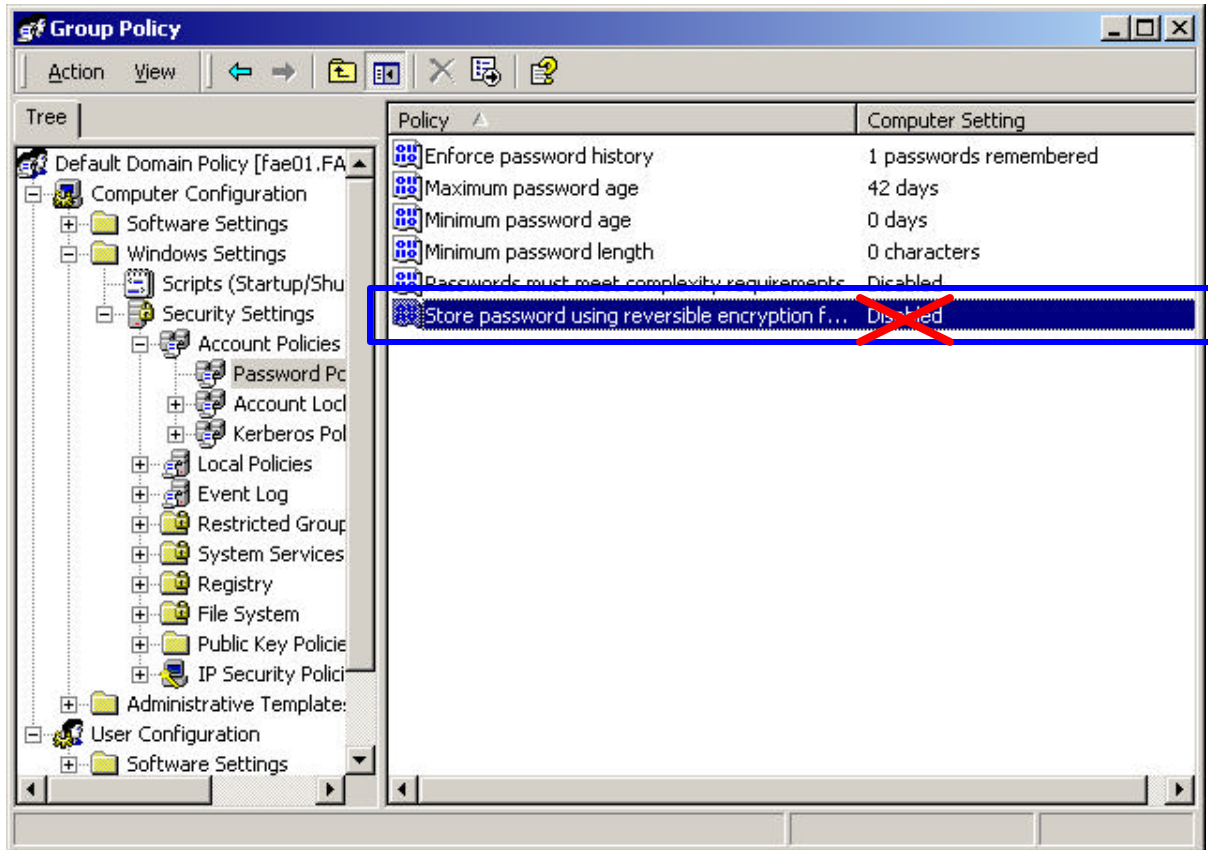 Group Policy
Action View
Tree
Policy Computer Setting
Default Domain Policy [fae01.FA
Computer Configuration
Software Settings
Windows Settings
Scripts (Startup/Shu
Security Settings
Account Policies
Password Po
Account Locl
Kerberos Pol
Local Policies
Event Log
Restricted Group
System Services
Registry
File System
Public Key Policie
IP Security Polici
Administrative Templates
User Configuration
Software Settings
Enforce password history 1 passwords remembered
Maximum password age 42 days
Minimum password age 0 days
Minimum password length 0 characters
Passwords must meet complexity requirements Disabled
Store password using reversible encryption f... Disabled